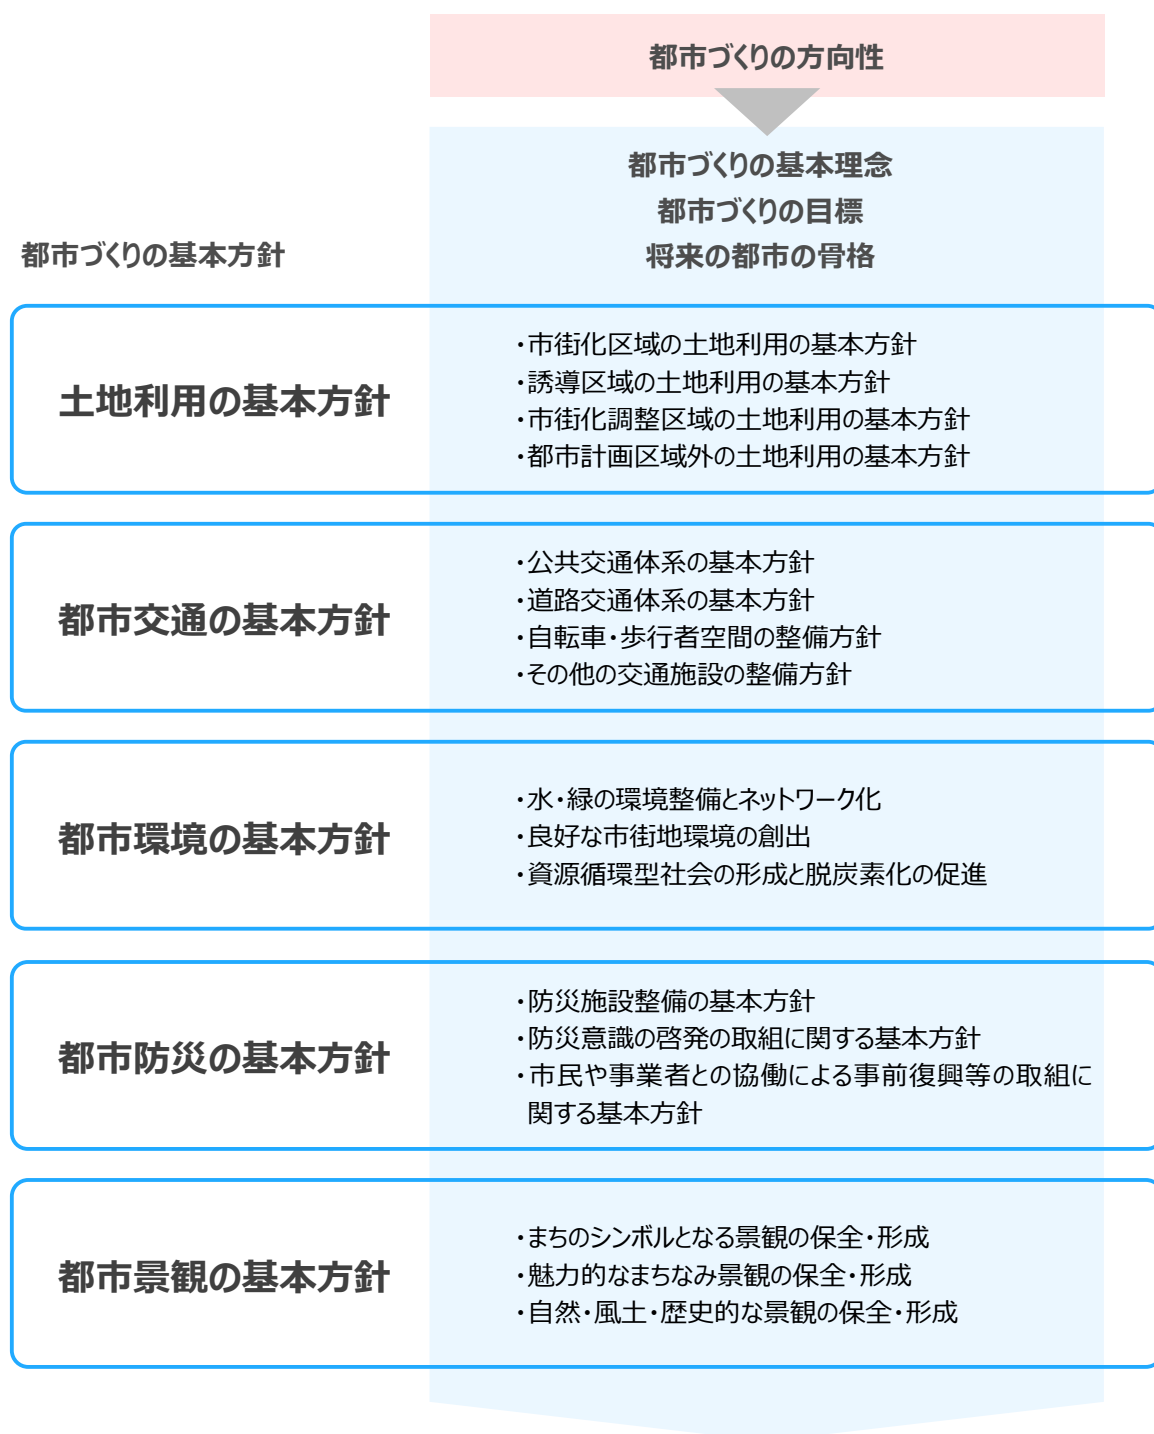 都市づくりの方向性
都市づくりの基本理念
都市づくりの目標
将来の都市の骨格
都市づくりの基本方針
土地利用の基本方針
・市街化区域の土地利用の基本方針
・誘導区域の土地利用の基本方針
・市街化調整区域の土地利用の基本方針
・都市計画区域外の土地利用の基本方針
都市交通の基本方針
・公共交通体系の基本方針
・道路交通体系の基本方針
・自転車・歩行者空間の整備方針
・その他の交通施設の整備方針
都市環境の基本方針
・水・緑の環境整備とネットワーク化
・良好な市街地環境の創出
・資源循環型社会の形成と脱炭素化の促進
都市防災の基本方針
・防災施設整備の基本方針
・防災意識の啓発の取組に関する基本方針
・市民や事業者との協働による事前復興等の取組に
関する基本方針
都市景観の基本方針
・まちのシンボルとなる景観の保全・形成
・魅力的なまちなみ景観の保全・形成
・自然・風土・歴史的な景観の保全・形成